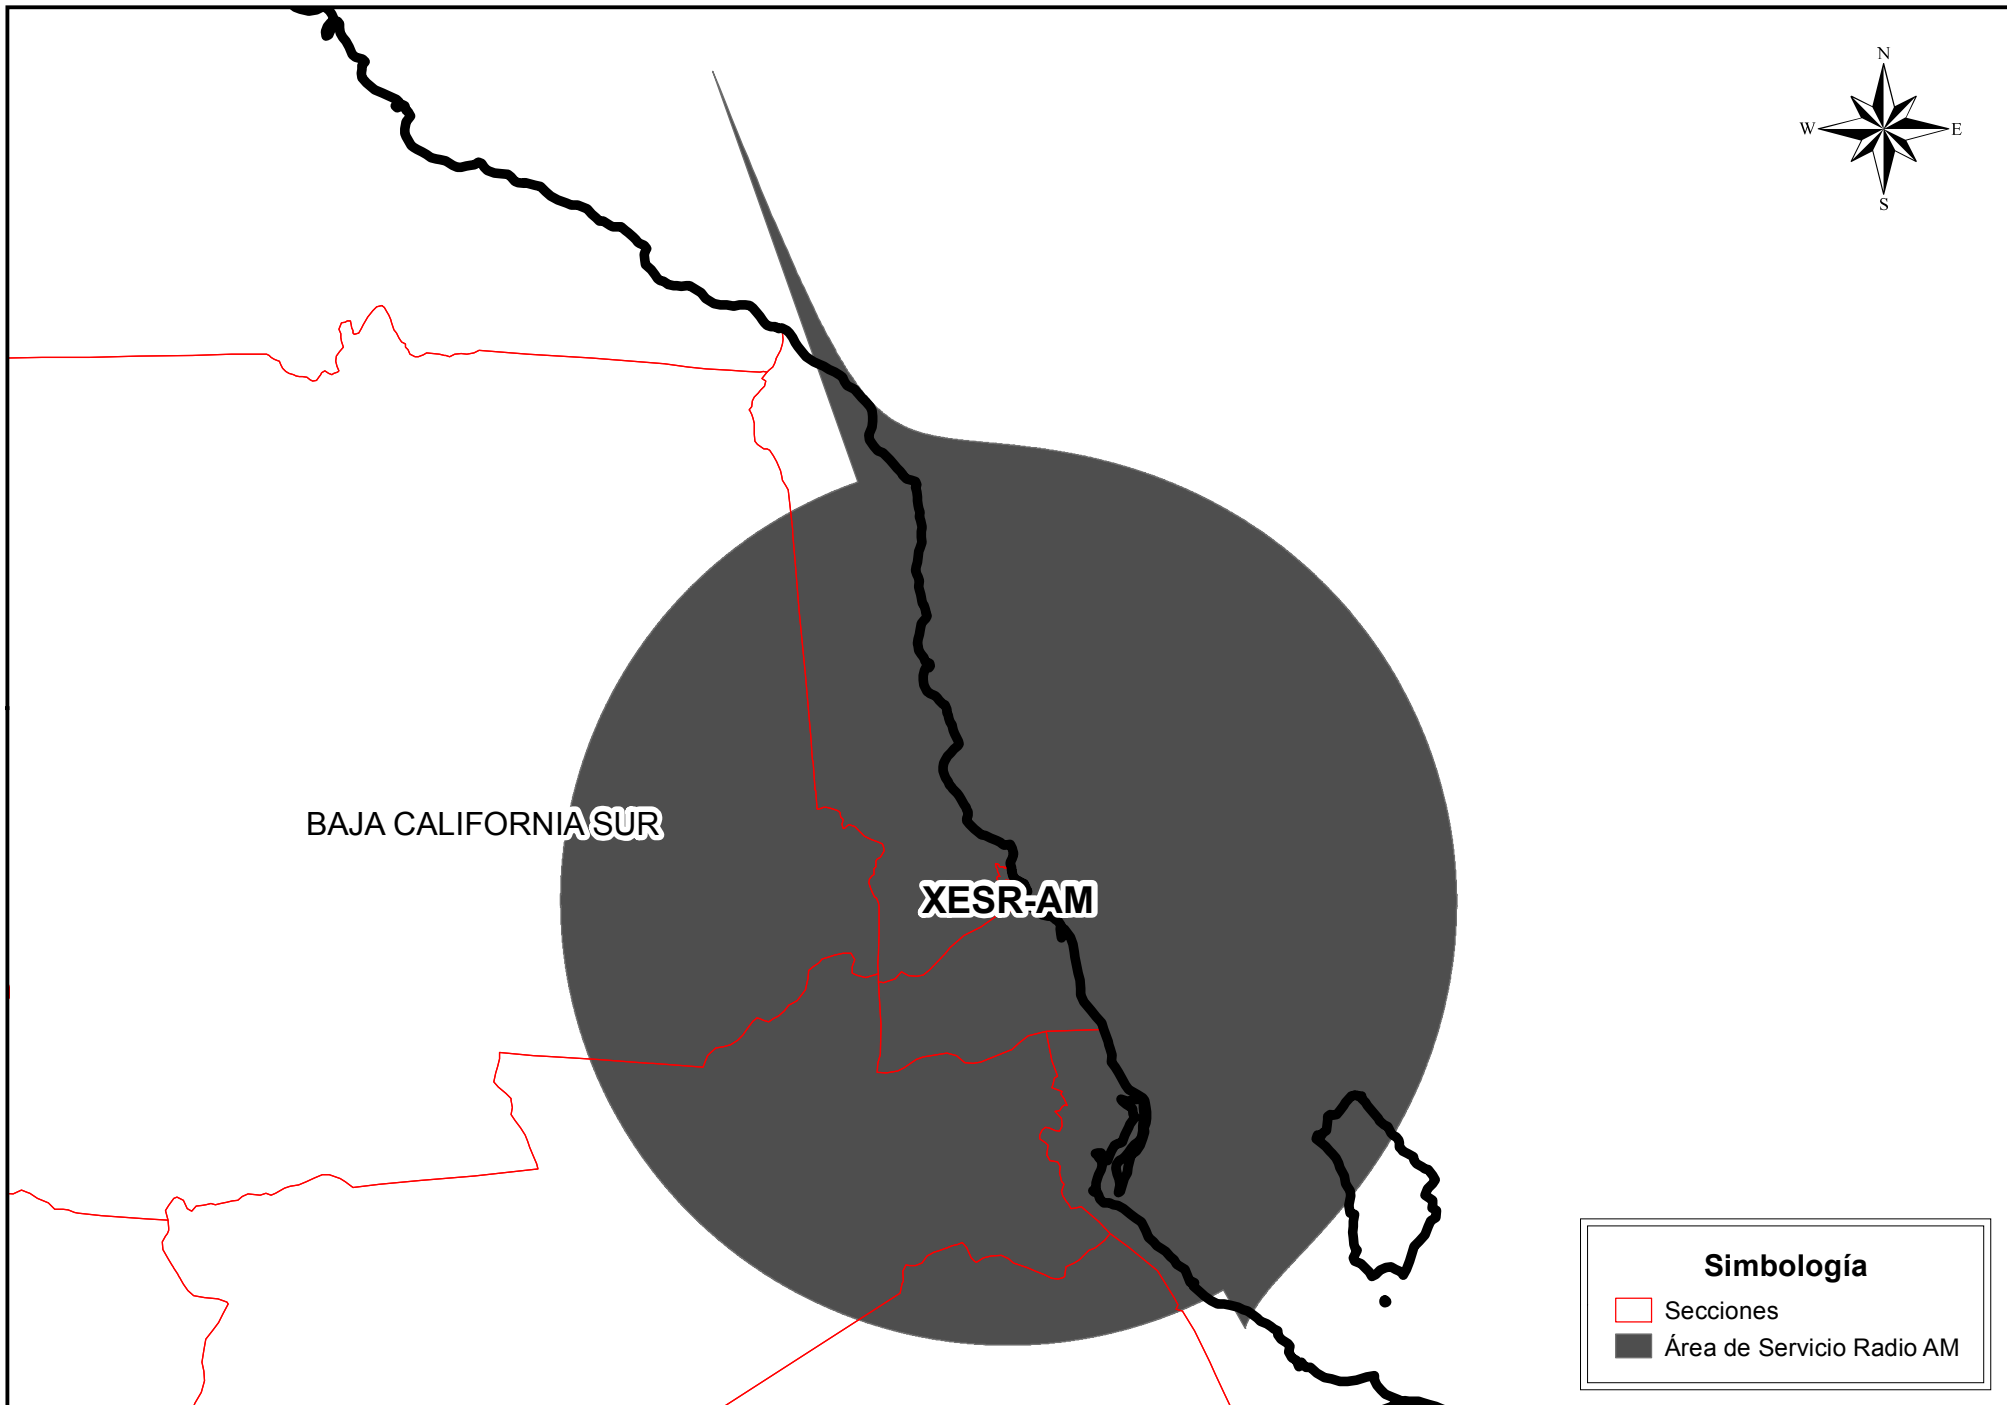 N
W
E
S
BAJA CALIFORNIA SUR
XESR-AM
Simbología
Secciones
Área de Servicio Radio AM